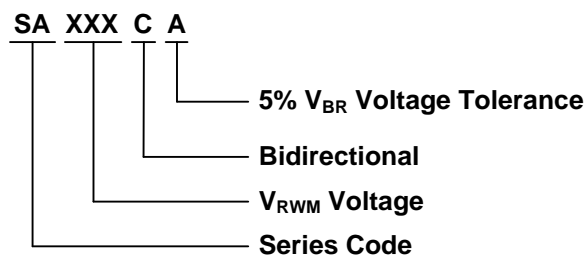 SA XXX C A
5% VBR Voltage Tolerance
Bidirectional
VRWM Voltage
Series Code